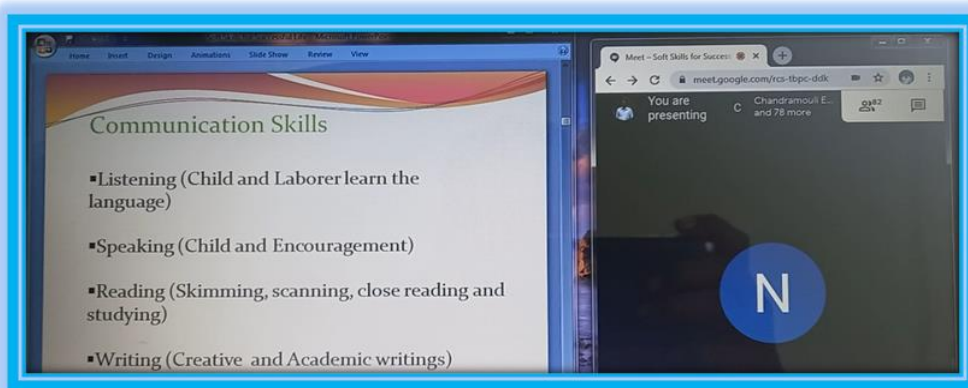 Home Insert Design Animations Slide Show Review View
Communication Skills
▪Listening (Child and Laborer learn the
language)
▪Speaking (Child and Encouragement)
▪Reading (Skimming, scanning, close reading and
studying)
▪Writing (Creative and Academic writings)
Meet – Soft Skills for Success
meet.google.com/rcs-tbpc-ddk
You are
presenting
C
Chandramouli E...
and 78 more
82
N